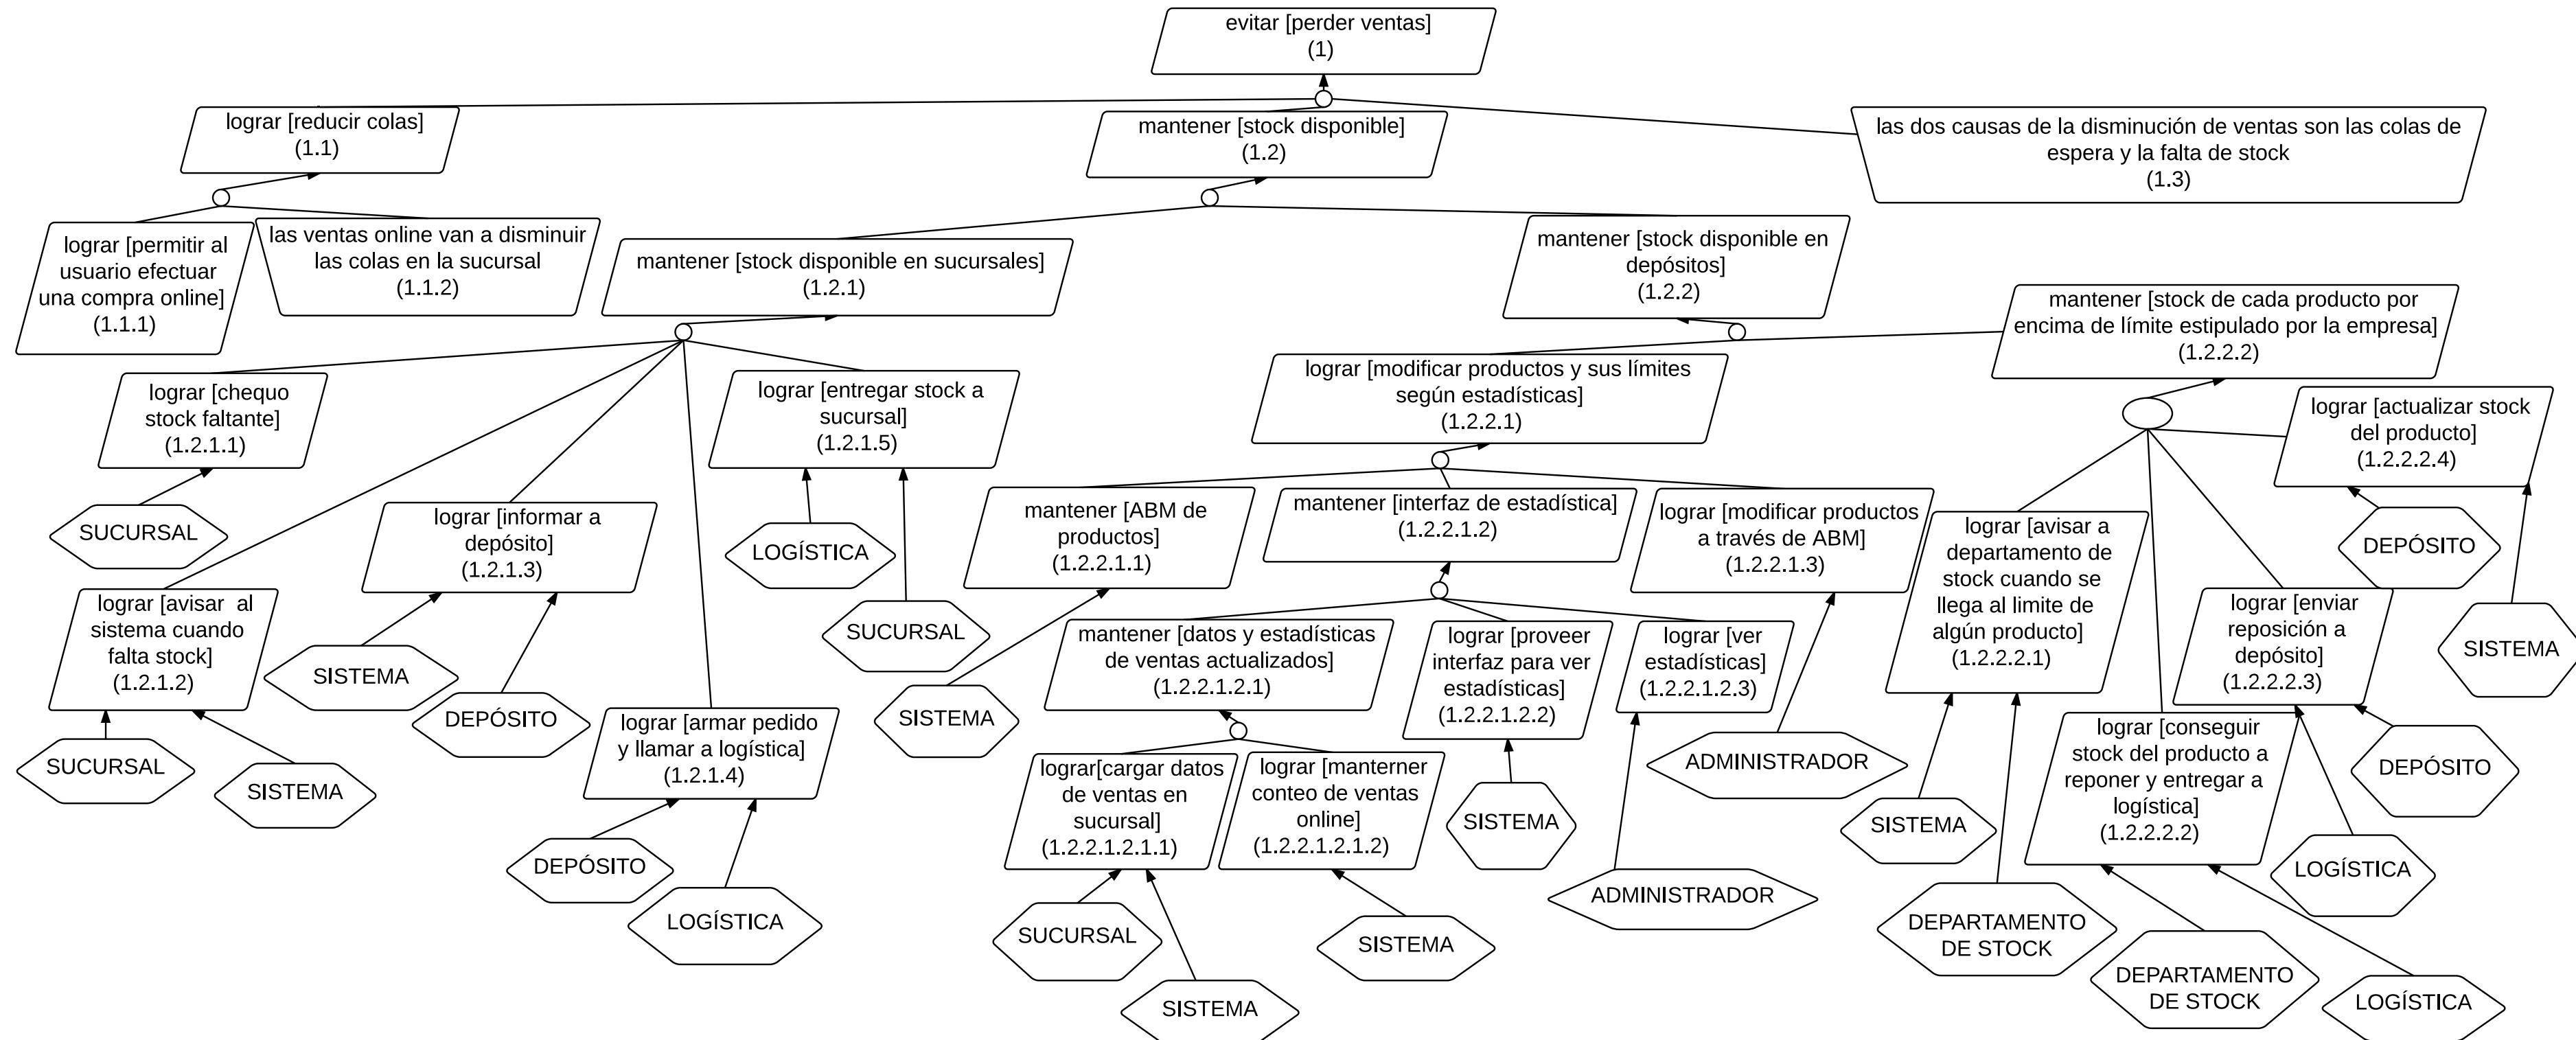 evitar [perder ventas]
(1)
lograr [reducir colas]
(1.1)
mantener [stock disponible]
(1.2)
las dos causas de la disminución de ventas son las colas de
espera y la falta de stock
(1.3)
lograr [permitir al
usuario efectuar
una compra online]
(1.1.1)
las ventas online van a disminuir
las colas en la sucursal
(1.1.2)
mantener [stock disponible en sucursales]
(1.2.1)
mantener [stock disponible en
depósitos]
(1.2.2)
mantener [stock de cada producto por
encima de límite estipulado por la empresa]
(1.2.2.2)
lograr [chequo
stock faltante]
(1.2.1.1)
lograr [entregar stock a
sucursal]
(1.2.1.5)
lograr [modificar productos y sus límites
según estadísticas]
(1.2.2.1)
lograr [actualizar stock
del producto]
(1.2.2.2.4)
SUCURSAL
lograr [informar a
depósito]
(1.2.1.3)
LOGÍSTICA
mantener [ABM de
productos]
(1.2.2.1.1)
mantener [interfaz de estadística]
(1.2.2.1.2)
lograr [modificar productos
a través de ABM]
(1.2.2.1.3)
lograr [avisar a
departamento de
stock cuando se
llega al limite de
algún producto]
(1.2.2.2.1)
DEPÓSITO
lograr [avisar  al
sistema cuando
falta stock]
(1.2.1.2)
SISTEMA
DEPÓSITO
SUCURSAL
SISTEMA
mantener [datos y estadísticas
de ventas actualizados]
(1.2.2.1.2.1)
lograr [proveer
interfaz para ver
estadísticas]
(1.2.2.1.2.2)
lograr [ver
estadísticas]
(1.2.2.1.2.3)
lograr [enviar
reposición a
depósito]
(1.2.2.2.3)
SISTEMA
SUCURSAL
SISTEMA
lograr [armar pedido
y llamar a logística]
(1.2.1.4)
lograr[cargar datos
de ventas en
sucursal]
(1.2.2.1.2.1.1)
lograr [manterner
conteo de ventas
online]
(1.2.2.1.2.1.2)
SISTEMA
ADMINISTRADOR
SISTEMA
lograr [conseguir
stock del producto a
reponer y entregar a
logística]
(1.2.2.2.2)
DEPÓSITO
DEPÓSITO
LOGÍSTICA
SUCURSAL
SISTEMA
SISTEMA
ADMINISTRADOR
DEPARTAMENTO
DE STOCK
LOGÍSTICA
DEPARTAMENTO
DE STOCK
LOGÍSTICA